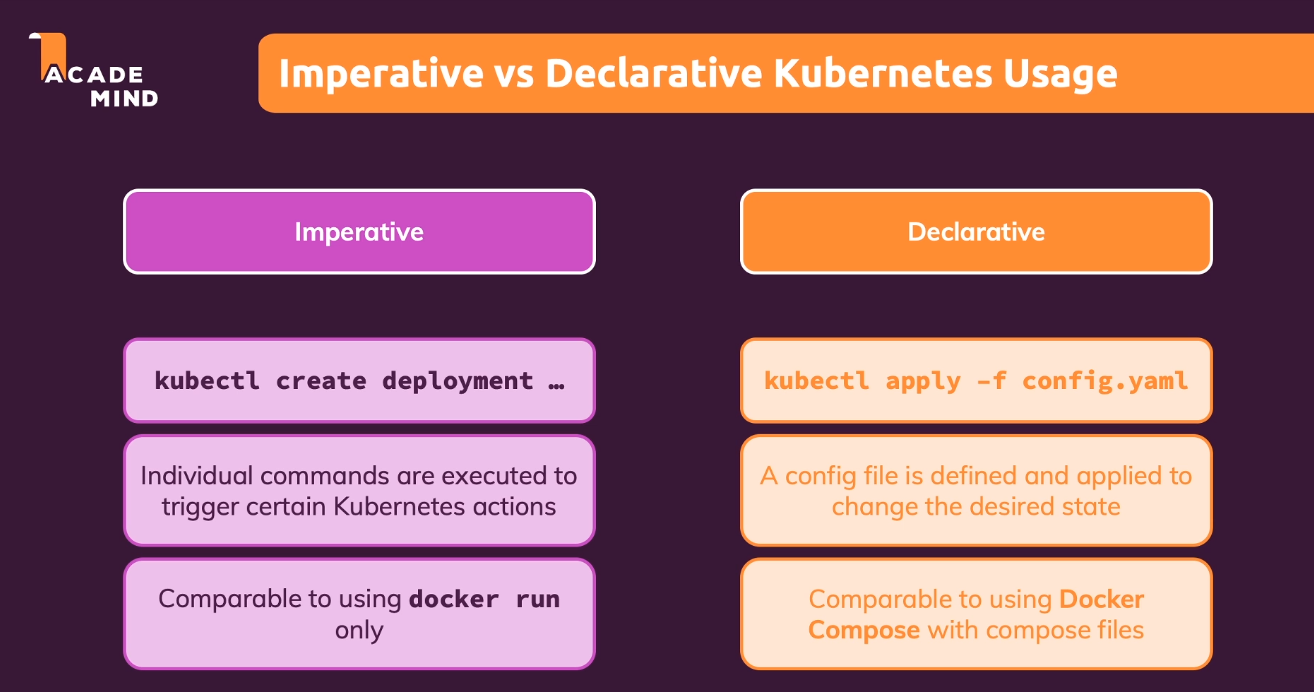 ACADE
MIND
Imperative vs Declarative Kubernetes Usage
Imperative
Declarative
kubectl create deployment …
kubectl apply -f config.yaml
Individual commands are executed to
trigger certain Kubernetes actions
A config file is defined and applied to
change the desired state
Comparable to using docker run
only
Comparable to using Docker
Compose with compose files